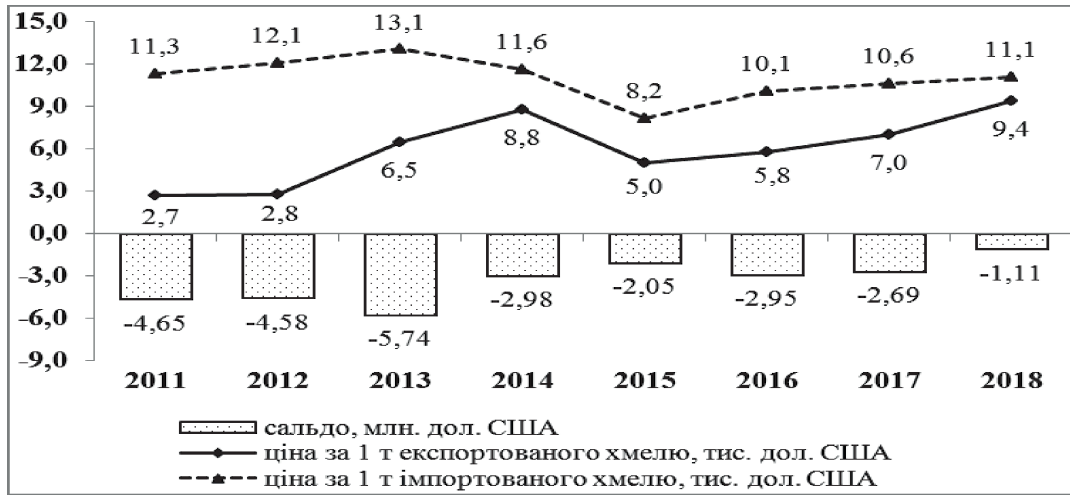 15,0
12,0
9,0
6,0
3,0
0,0
-3,0
-6,0
-9,0
11,3 12,1 13,1 11,6 8,2 10,1 10,6 11,1
2,7 2,8 6,5 8,8 5,0 5,8 7,0 9,4
-4,65 -4,58 -5,74 -2,98 -2,05 -2,95 -2,69 -1,11
2011 2012 2013 2014 2015 2016 2017 2018
сальдо, млн. дол. США
ціна за 1 т експортованого хмелю, тис. дол. США
ціна за 1 т імпортованого хмелю, тис. дол. США